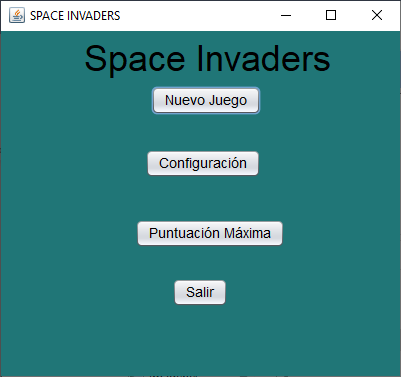 SPACE INVADERS
Space Invaders
Nuevo Juego
Configuración
Puntuación Máxima
Salir